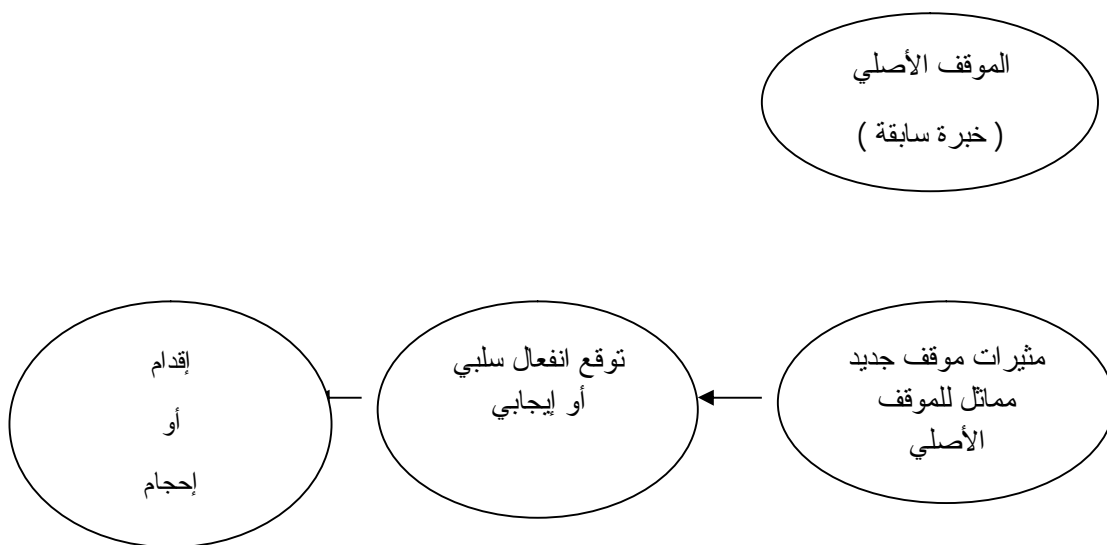 الموقف الأصلي
( خبرة سابقة )
مثيرات موقف جديد
مماثل للموقف
الأصلي
توقع انفعال سلبي
أو إيجابي
إقدام
أو
إحجام